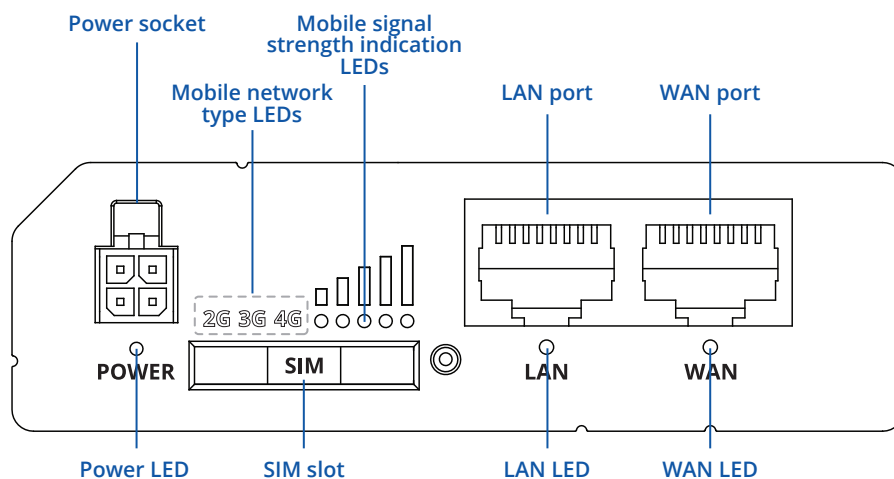 Power socket
Mobile signal
strength indication
LEDs
Mobile network
type LEDs
LAN port
WAN port
2G 3G 4G
POWER
SIM
LAN
WAN
Power LED
SIM slot
LAN LED
WAN LED